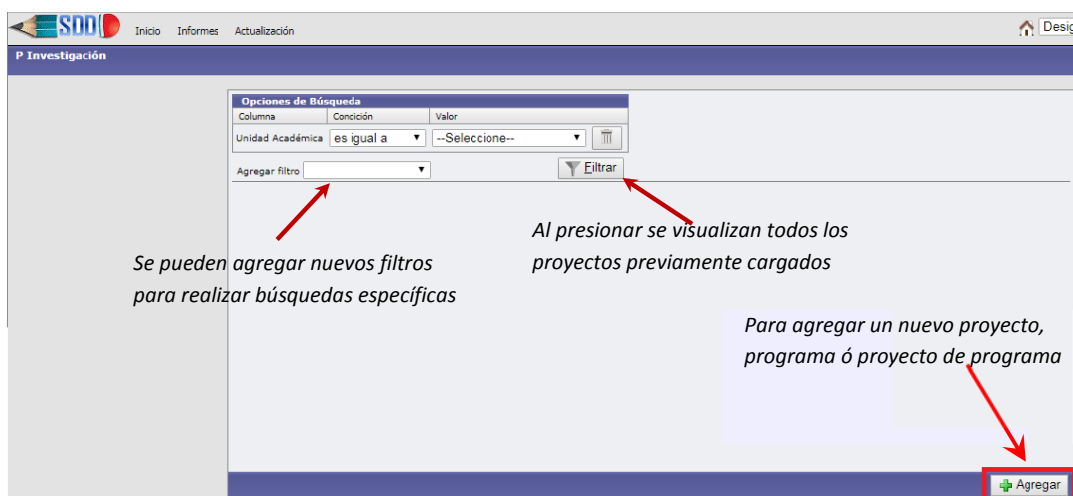 SDD Inicio Informes Actualización Desig
P Investigación
Opciones de Búsqueda
Columna Condición Valor
Unidad Académica es igual a --Seleccione--
Agregar filtro Filtrar
Al presionar se visualizan todos los
proyectos previamente cargados
Se pueden agregar nuevos filtros
para realizar búsquedas específicas
Para agregar un nuevo proyecto,
programa ó proyecto de programa
Agregar